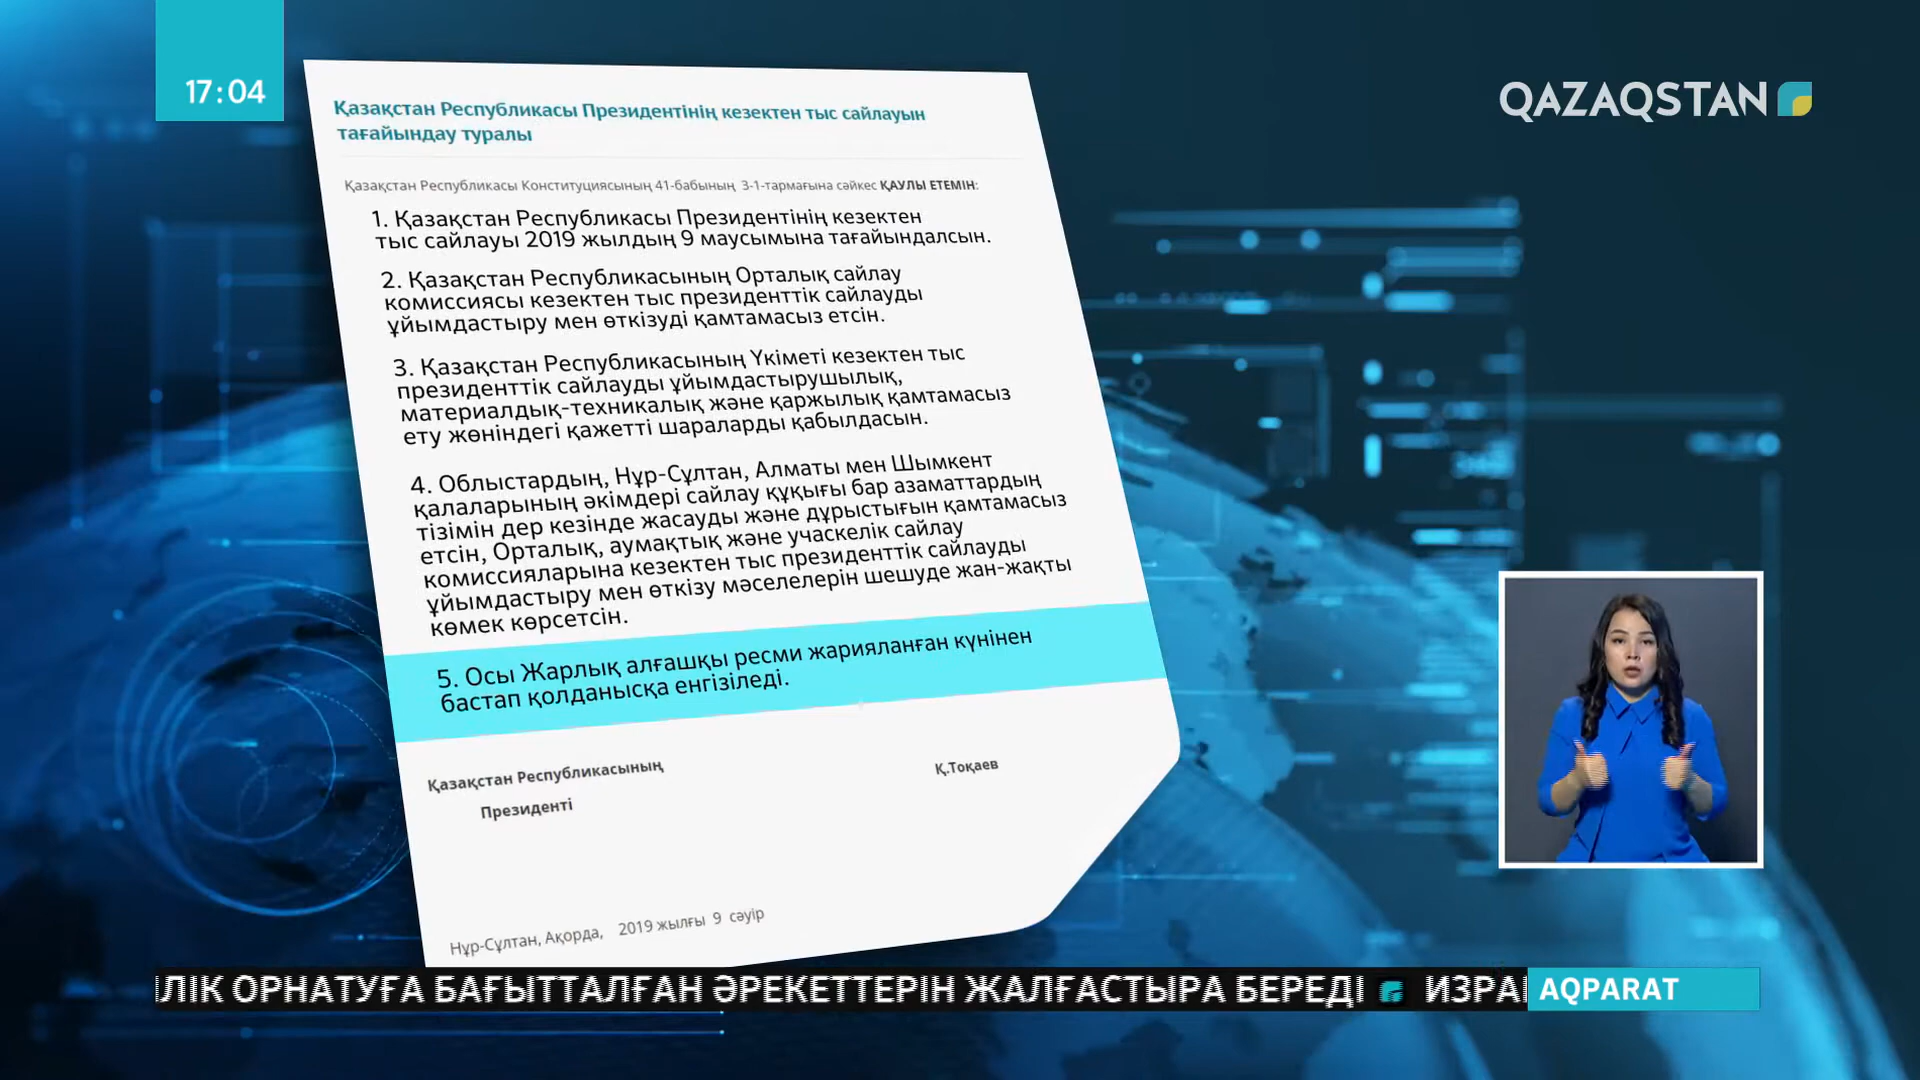 17:04
QAZAQSTAN
Қазақстан Республикасы Президентінің кезектен тыс сайлауын
тағайындау туралы
Қазақстан Республикасы Конституциясының 41-бабының 3-1-тармағына сәйкес ҚАУЛЫ ЕТЕМІН:
1. Қазақстан Республикасы Президентінің кезектен
тыс сайлауы 2019 жылдың 9 маусымына тағайындалсын.
2. Қазақстан Республикасының Орталық сайлау
комиссиясы кезектен тыс президенттік сайлауды
ұйымдастыру мен өткізуді қамтамасыз етсін.
3. Қазақстан Республикасының Үкіметі кезектен тыс
президенттік сайлауды ұйымдастырушылық,
материалдық-техникалық және қаржылық қамтамасыз
ету жөніндегі қажетті шараларды қабылдасын.
4. Облыстардың, Нұр-Сұлтан, Алматы мен Шымкент
қалаларының әкімдері сайлау құқығы бар азаматтардың
тізімін дер кезінде жасауды және дұрыстығын қамтамасыз
етсін, Орталық, аумақтық және учаскелік сайлау
комиссияларына кезектен тыс президенттік сайлауды
ұйымдастыру мен өткізу мәселелерін шешуде жан-жақты
көмек көрсетсін.
5. Осы Жарлық алғашқы ресми жарияланған күнінен
бастап қолданысқа енгізіледі.
Қазақстан Республикасының
Президенті
Қ.Тоқаев
Нұр-Сұлтан, Ақорда, 2019 жылғы 9 сәуір
ІЛІК ОРНАТУҒА БАҒЫТТАЛҒАН ӘРЕКЕТТЕРІН ЖАЛҒАСТЫРА БЕРЕДІ ИЗРА
AQPARAT